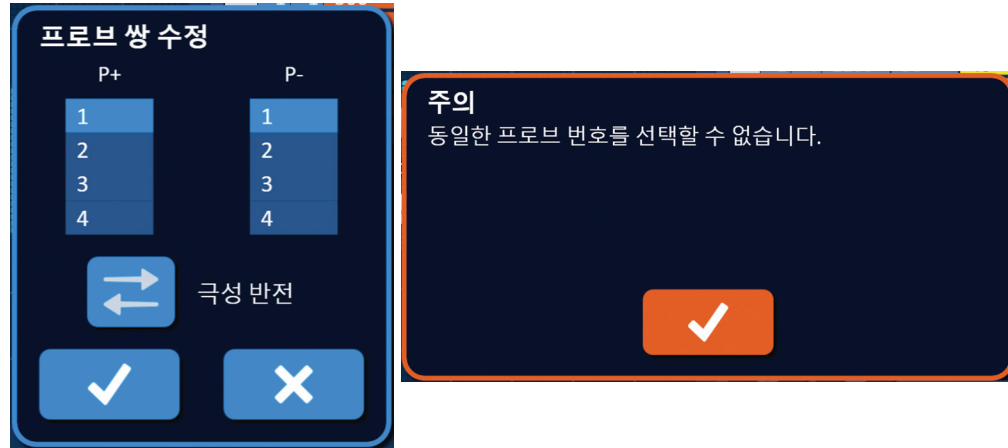 프로브 쌍 수정
P+ P-
1 1
2 2
3 3
4 4
극성 반전
주의
동일한 프로브 번호를 선택할 수 없습니다.